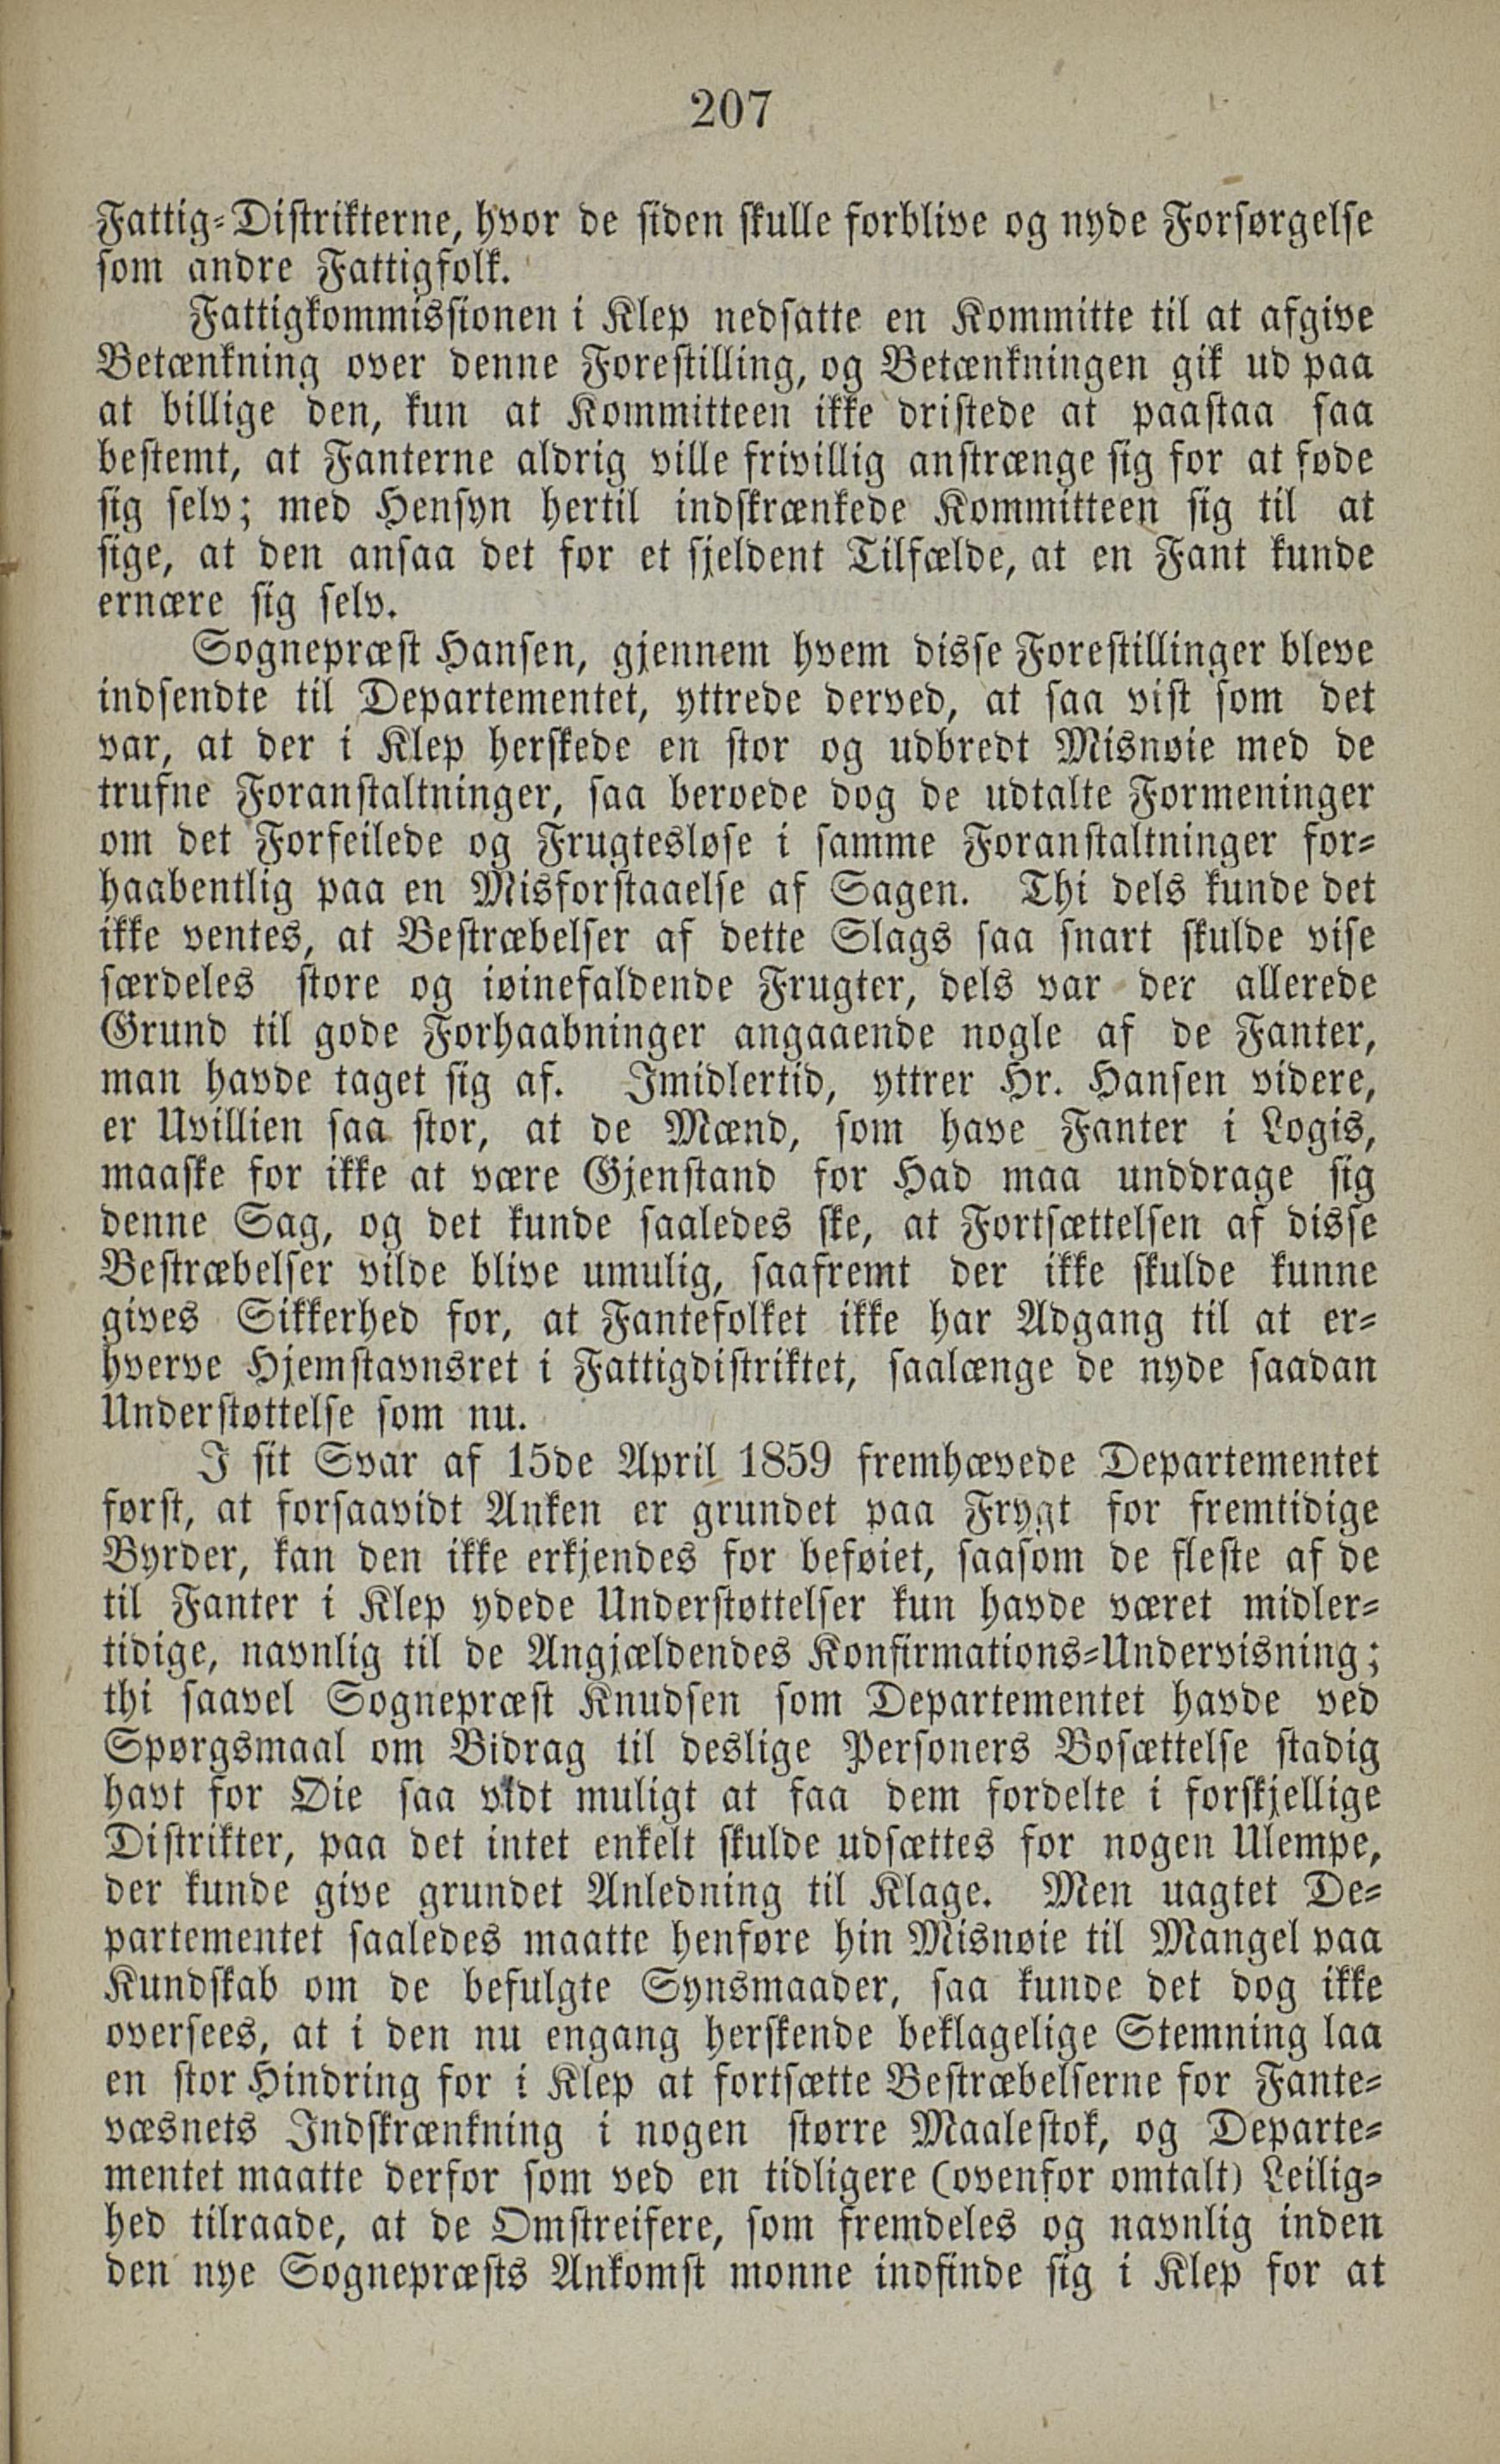 207
Fattig-Distrikterne, hvor de siden skulle forblive og nyde Forsørgelse
som andre Fattigfolk.
Fattigkommissionen i Klep nedsatte en Kommitte til at afgive
Betænkning over denne Forestilling, og Betænkningen gik ud paa
at billige den, kun at Kommitteen ikke dristede at paastaa saa
bestemt, at Fanterne aldrig ville frivillig anstrænge sig for at føde
sig selv; med Hensyn hertil indskrænkede Kommitteen sig til at
sige, at den ansaa det for et sjeldent Tilfælde, at en Fant kunde
ernære sig selv.
Sognepræst Hansen, gjennem hvem disse Forestillinger bleve
indsendte til Departementet, yttrede derved, at saa vist som det
var, at der i Klep herskede en stor og udbredt Misnøie med de
trufne Foranstaltninger, saa beroede dog de udtalte Formeninger
om det Forfeilede og Frugtesløse i samme Foranstaltninger for-
haabentlig paa en Misforstaaelse af Sagen. Thi dels kunde det
ikke ventes, at Bestræbelser af dette Slags saa snart skulde vise
særdeles store og iøinefaldende Frugter, dels var der allerede
Grund til gode Forhaabninger angaaende nogle af de Fanter,
man havde taget sig af. Imidlertid, yttrer Hr. Hansen videre,
er Uvillien saa stor, at de Mænd, som have Fanter i Logis,
maaske for ikke at være Gjenstand for Had maa unddrage sig
denne Sag, og det kunde saaledes ske, at Fortsættelsen af disse
Bestræbelser vilde blive umulig, saafremt der ikke skulde kunne
gives Sikkerhed for, at Fantefolket ikke har Adgang til at er-
hverve Hjemstavnsret i Fattigdistriktet, saalænge de nyde saadan
Understøttelse som nu.
I sit Svar af 15de April 1859 fremhævede Departementet
først, at forsaavidt Anken er grundet paa Frygt for fremtidige
Byrder, kan den ikke erkjendes for beføiet, saasom de fleste af de
til Fanter i Klep ydede Understøttelser kun havde været midler-
tidige, navnlig til de Angjældendes Konfirmations-Undervisning;
thi saavel Sognepræst Knudsen som Departementet havde ved
Spørgsmaal om Bidrag til deslige Personers Bosættelse stadig
havt for Øie saa vidt muligt at faa dem fordelte i forskjellige
Distrikter, paa det intet enkelt skulde udsættes for nogen Ulempe,
der kunde give grundet Anledning til Klage. Men uagtet De-
partementet saaledes maatte henføre hin Misnøie til Mangel paa
Kundskab om de befulgte Synsmaader, saa kunde det dog ikke
oversees, at i den nu engang herskende beklagelige Stemning laa
en stor Hindring for i Klep at fortsætte Bestræbelserne for Fante-
væsnets Indskrænkning i nogen større Maalestok, og Departe-
mentet maatte derfor som ved en tidligere (ovenfor omtalt) Leilig-
hed tilraade, at de Omstreifere, som fremdeles og navnlig inden
den nye Sognepræsts Ankomst monne indfinde sig i Klep for at